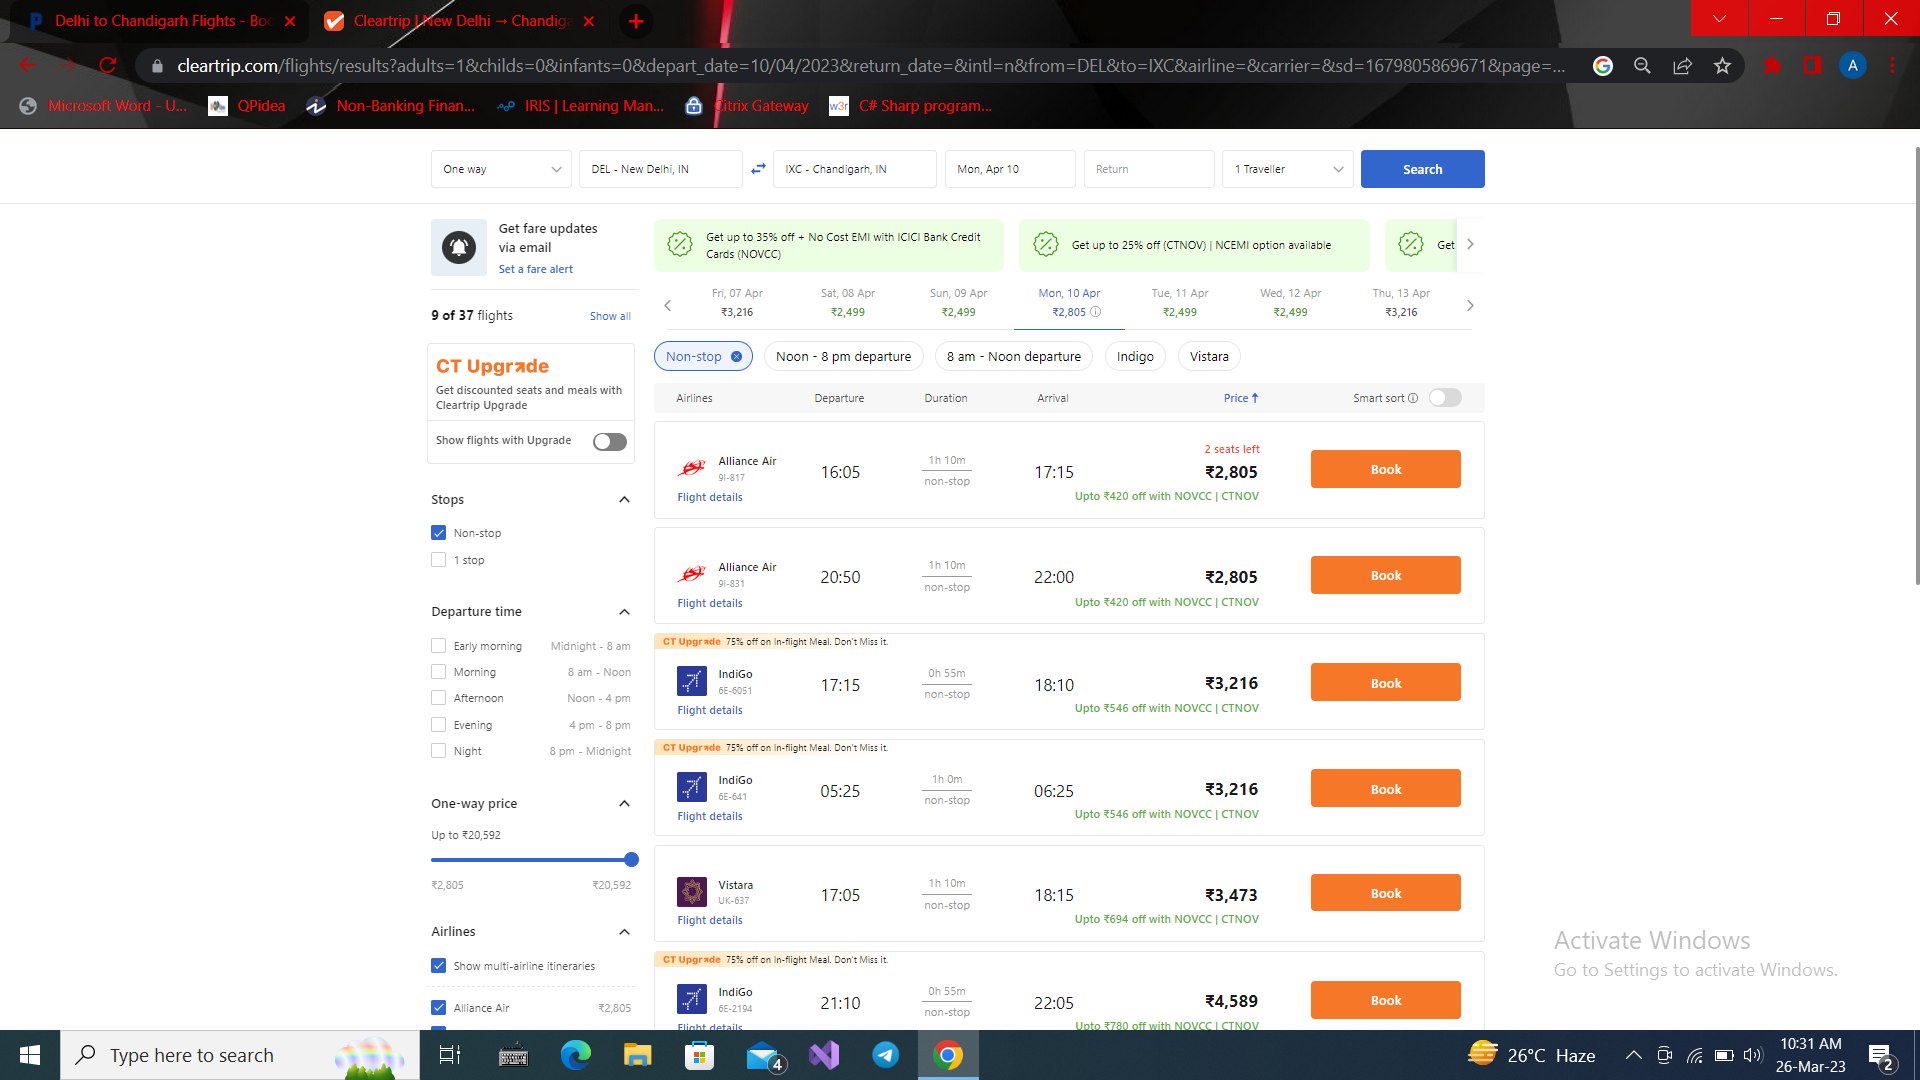 Delhi to Chandigarh Flights - Boo
Cleartrip | New Delhi → Chandiga
cleartrip.com/flights/results?adults=1&childs=0&infants=0&depart_date=10/04/2023&return_date=&intl=n&from=DEL&to=IXC&airline=&carrier=&sd=1679805869671&page=...
A
Microsoft Word - U...
QPidea
Non-Banking Finan...
IRIS | Learning Man...
Citrix Gateway
w3r
C# Sharp program...
One way
DEL - New Delhi, IN
IXC - Chandigarh, IN
Mon, Apr 10
Return
1 Traveller
Search
Get fare updates
via email
Set a fare alert
Get up to 35% off + No Cost EMI with ICICI Bank Credit
Cards (NOVCC)
Get up to 25% off (CTNOV) | NCEMI option available
Get
Fri, 07 Apr
₹3,216
Sat, 08 Apr
₹2,499
Sun, 09 Apr
₹2,499
Mon, 10 Apr
₹2,805
Tue, 11 Apr
₹2,499
Wed, 12 Apr
₹2,499
Thu, 13 Apr
₹3,216
9 of 37 flights
Show all
CT Upgrade
Get discounted seats and meals with
Cleartrip Upgrade
Show flights with Upgrade
Stops
Non-stop
1 stop
Departure time
Early morning Midnight - 8 am
Morning 8 am - Noon
Afternoon Noon - 4 pm
Evening 4 pm - 8 pm
Night 8 pm - Midnight
One-way price
Up to ₹20,592
₹2,805 ₹20,592
Airlines
Show multi-airline itineraries
Alliance Air ₹2,805
Non-stop
Noon - 8 pm departure
8 am - Noon departure
Indigo
Vistara
Airlines Departure Duration Arrival Price↑ Smart sort
2 seats left
Alliance Air
9I-817
Flight details
16:05
1h 10m
non-stop
17:15
₹2,805
Upto ₹420 off with NOVCC | CTNOV
Book
Alliance Air
9I-831
Flight details
20:50
1h 10m
non-stop
22:00
₹2,805
Upto ₹420 off with NOVCC | CTNOV
Book
CT Upgrade 75% off on In-flight Meal. Don't Miss it.
IndiGo
6E-6051
Flight details
17:15
0h 55m
non-stop
18:10
₹3,216
Upto ₹546 off with NOVCC | CTNOV
Book
CT Upgrade 75% off on In-flight Meal. Don't Miss it.
IndiGo
6E-641
Flight details
05:25
1h 0m
non-stop
06:25
₹3,216
Upto ₹546 off with NOVCC | CTNOV
Book
Vistara
UK-637
Flight details
17:05
1h 10m
non-stop
18:15
₹3,473
Upto ₹694 off with NOVCC | CTNOV
Book
CT Upgrade 75% off on In-flight Meal. Don't Miss it.
IndiGo
6E-2194
Flight details
21:10
0h 55m
non-stop
22:05
₹4,589
Upto ₹780 off with NOVCC | CTNOV
Book
Activate Windows
Go to Settings to activate Windows.
Type here to search
4
26°C Haze
10:31 AM
26-Mar-23
2